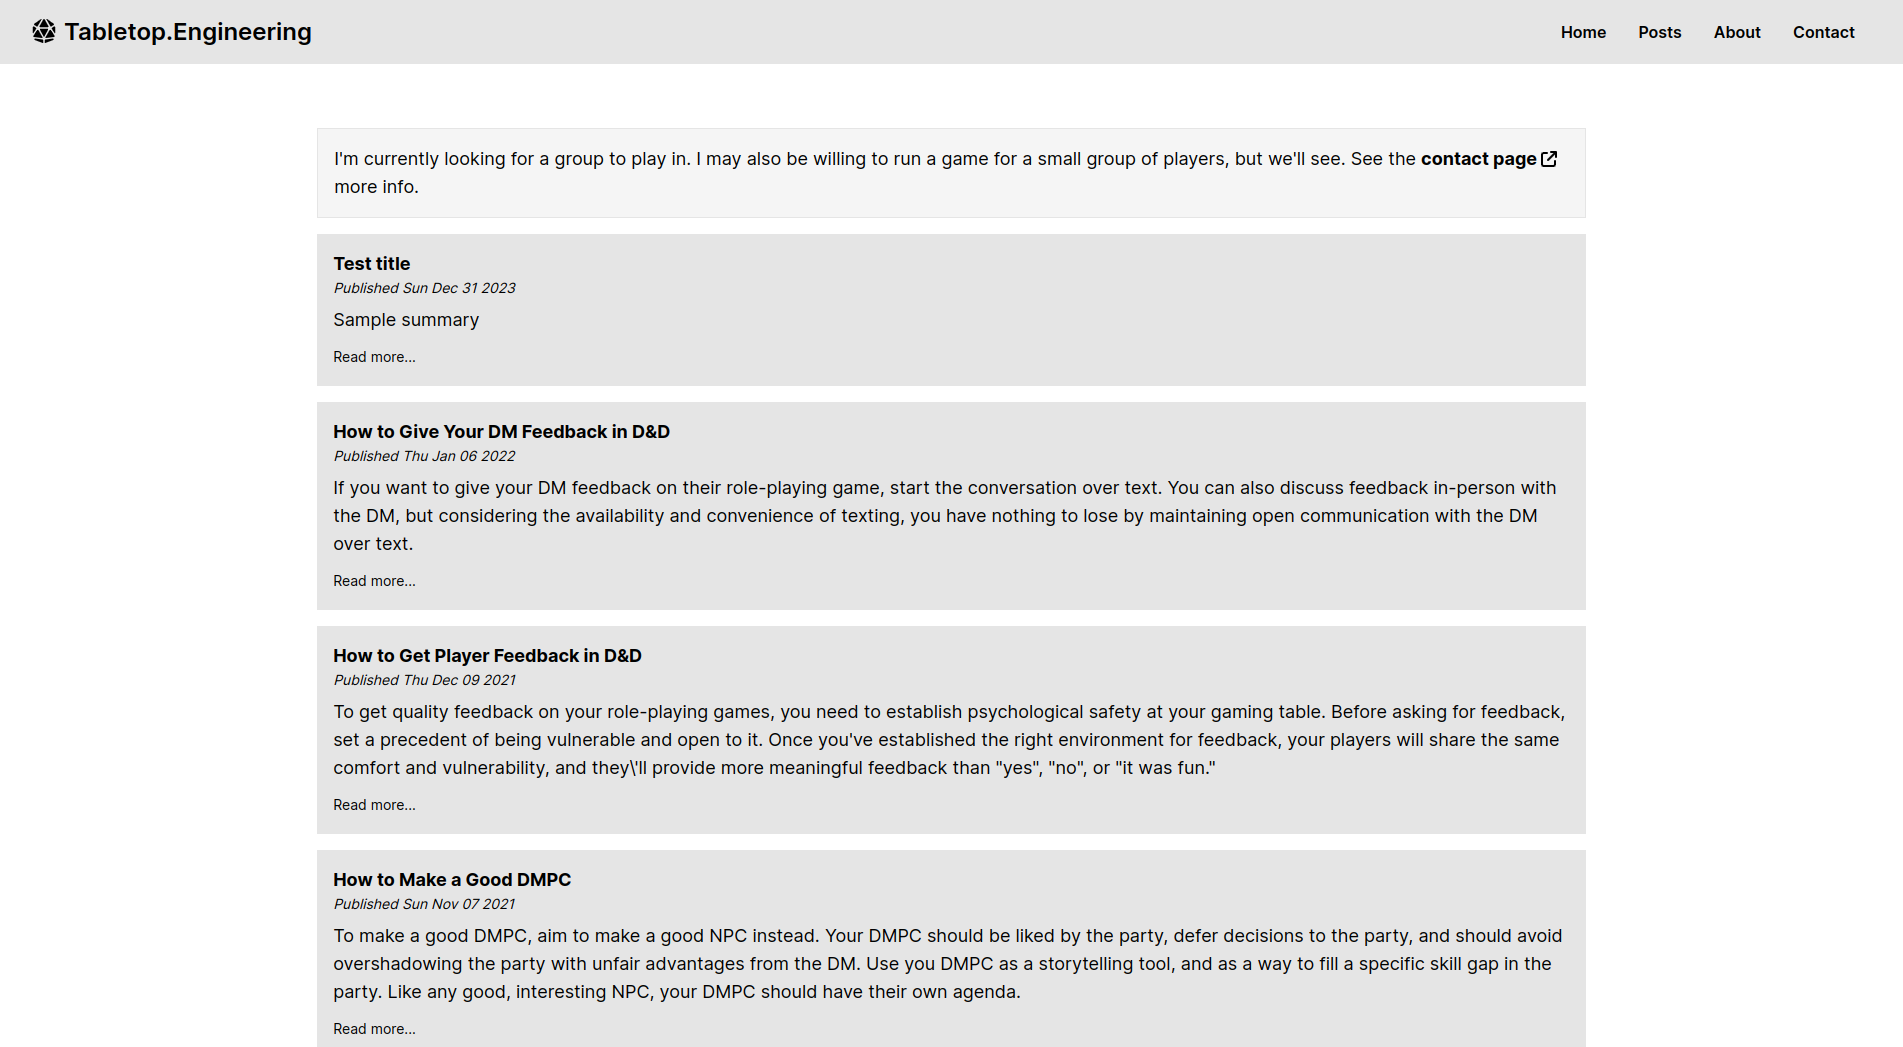 Tabletop.Engineering
Home Posts About Contact
I'm currently looking for a group to play in. I may also be willing to run a game for a small group of players, but we'll see. See the contact page
more info.
Test title
Published Sun Dec 31 2023
Sample summary
Read more...
How to Give Your DM Feedback in D&D
Published Thu Jan 06 2022
If you want to give your DM feedback on their role-playing game, start the conversation over text. You can also discuss feedback in-person with
the DM, but considering the availability and convenience of texting, you have nothing to lose by maintaining open communication with the DM
over text.
Read more...
How to Get Player Feedback in D&D
Published Thu Dec 09 2021
To get quality feedback on your role-playing games, you need to establish psychological safety at your gaming table. Before asking for feedback,
set a precedent of being vulnerable and open to it. Once you've established the right environment for feedback, your players will share the same
comfort and vulnerability, and they\'ll provide more meaningful feedback than "yes", "no", or "it was fun."
Read more...
How to Make a Good DMPC
Published Sun Nov 07 2021
To make a good DMPC, aim to make a good NPC instead. Your DMPC should be liked by the party, defer decisions to the party, and should avoid
overshadowing the party with unfair advantages from the DM. Use you DMPC as a storytelling tool, and as a way to fill a specific skill gap in the
party. Like any good, interesting NPC, your DMPC should have their own agenda.
Read more...